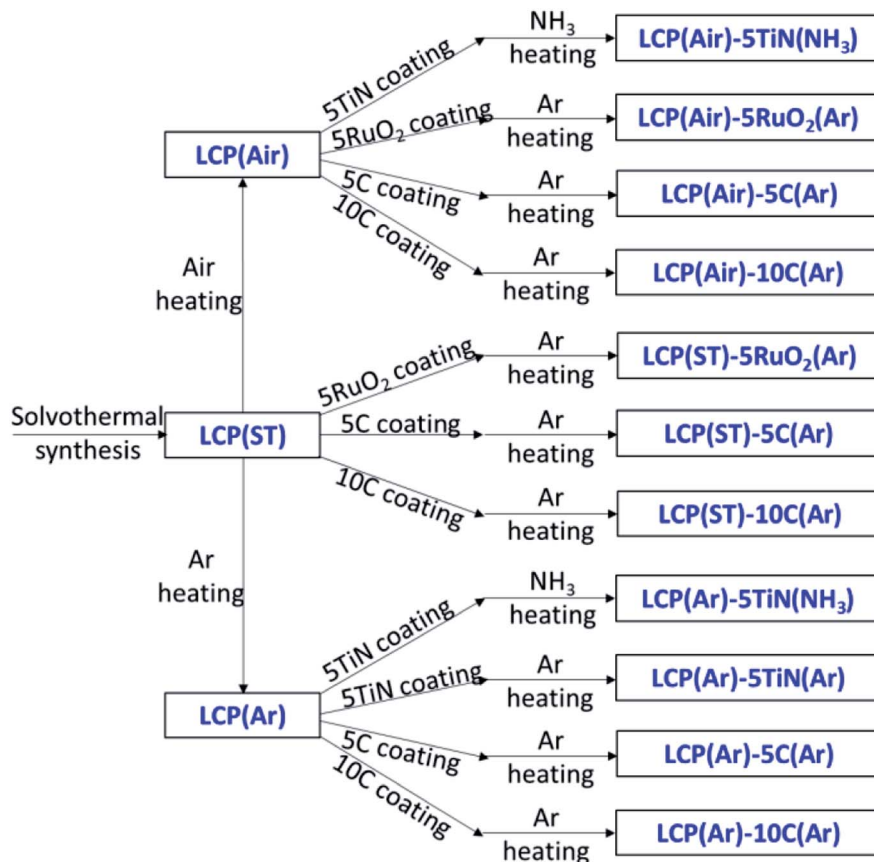 NH₃
heating
5TiN coating
LCP(Air)-5TiN(NH₃)
Ar
heating
5RuO₂ coating
LCP(Air)-5RuO₂(Ar)
LCP(Air)
5C coating
Ar
heating
LCP(Air)-5C(Ar)
10C coating
Ar
heating
LCP(Air)-10C(Ar)
Air
heating
5RuO₂ coating
Ar
heating
LCP(ST)-5RuO₂(Ar)
Solvothermal
synthesis
LCP(ST)
5C coating
Ar
heating
LCP(ST)-5C(Ar)
10C coating
Ar
heating
LCP(ST)-10C(Ar)
Ar
heating
5TiN coating
NH₃
heating
LCP(Ar)-5TiN(NH₃)
5TiN coating
Ar
heating
LCP(Ar)-5TiN(Ar)
LCP(Ar)
5C coating
Ar
heating
LCP(Ar)-5C(Ar)
10C coating
Ar
heating
LCP(Ar)-10C(Ar)